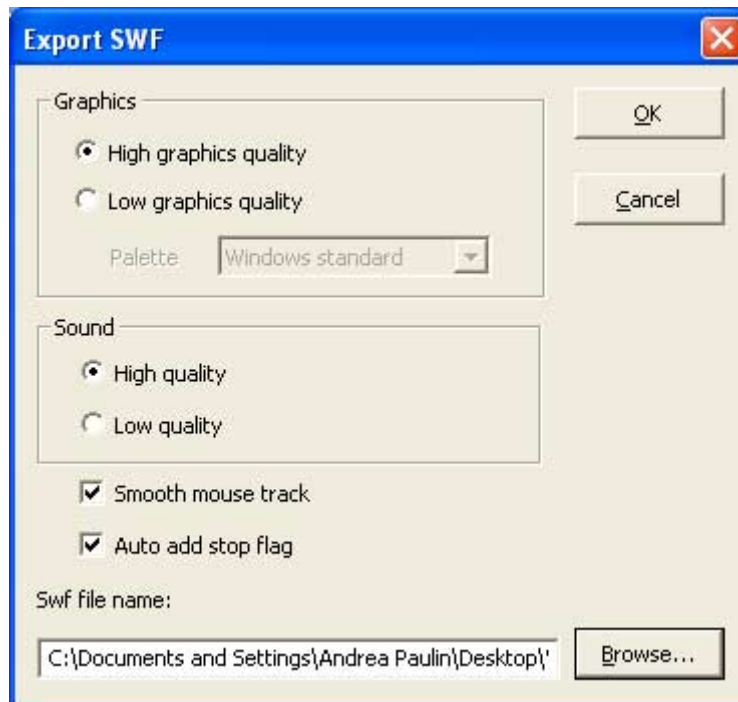 Export SWF
Graphics
OK
High graphics quality
Low graphics quality
Cancel
Palette
Windows standard
Sound
High quality
Low quality
Smooth mouse track
Auto add stop flag
Swf file name:
C:\Documents and Settings\Andrea Paulin\Desktop\'
Browse...